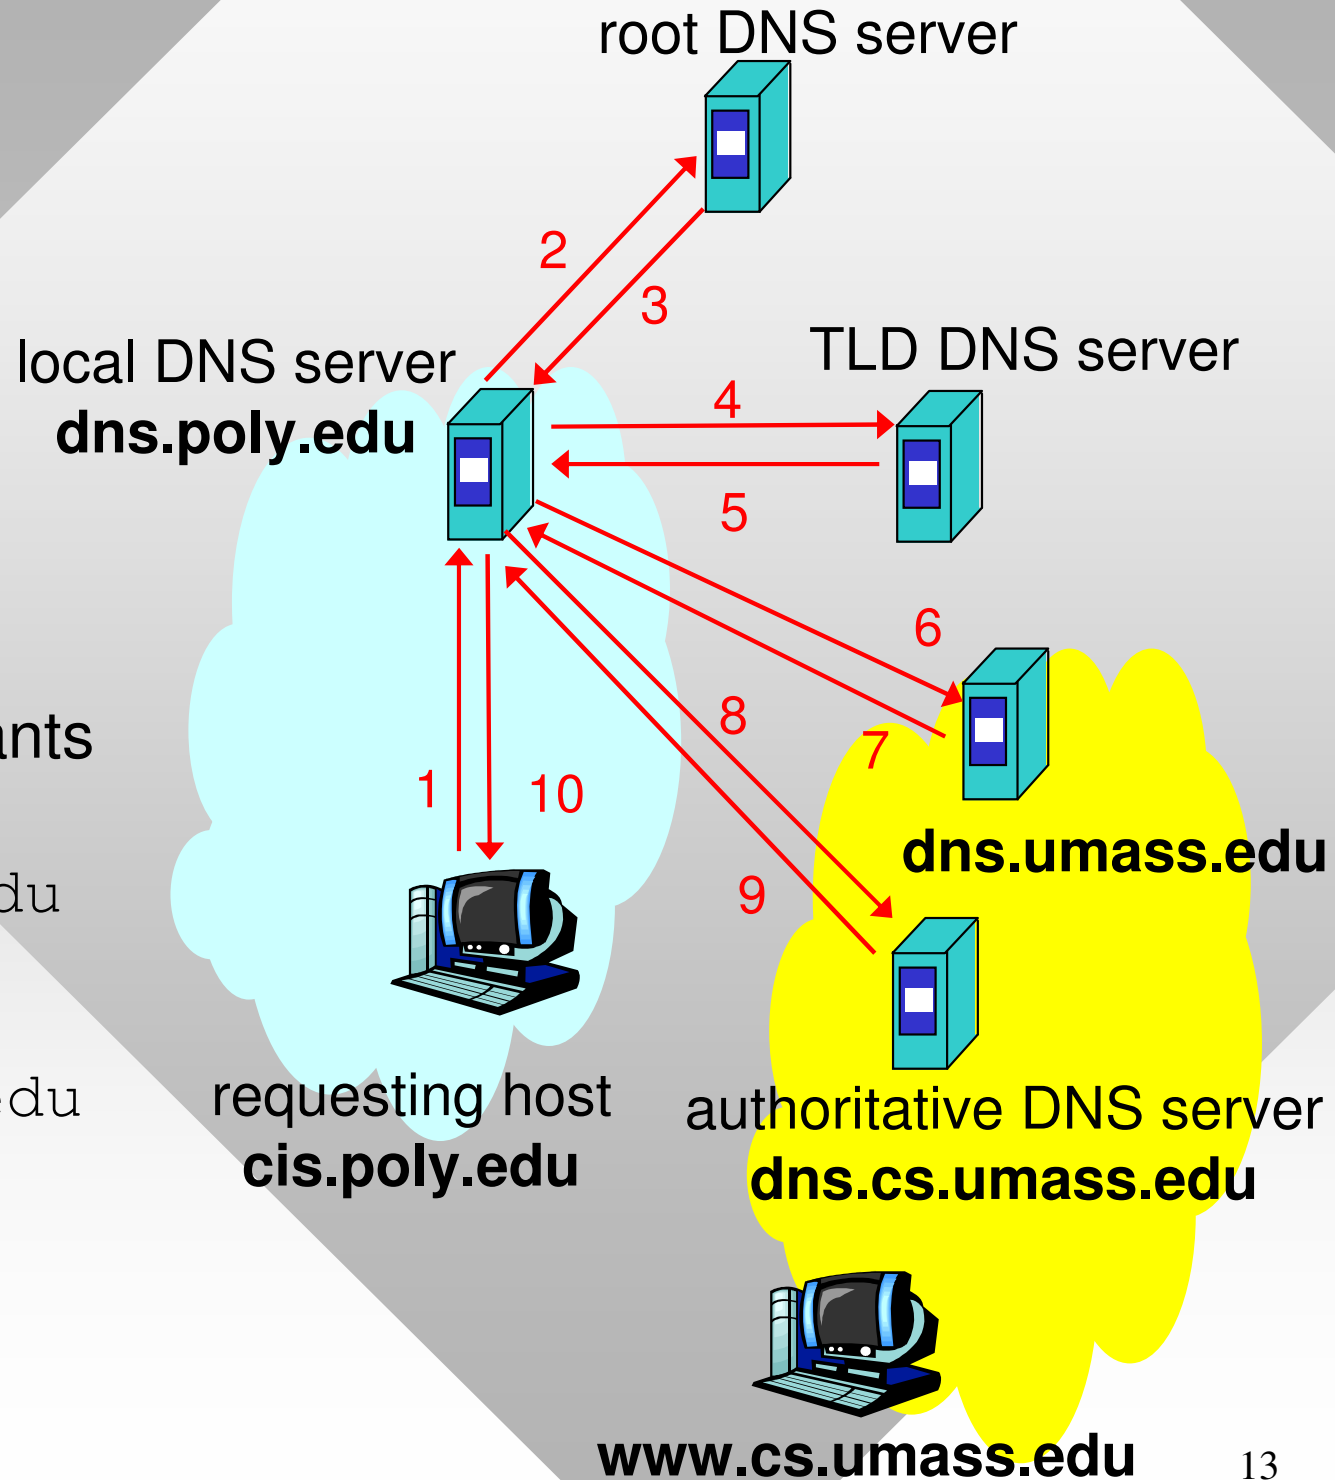 root DNS server
2
3
local DNS server
dns.poly.edu
TLD DNS server
4
5
6
8
7
1
10
dns.umass.edu
9
requesting host
cis.poly.edu
authoritative DNS server
dns.cs.umass.edu
www.cs.umass.edu
13